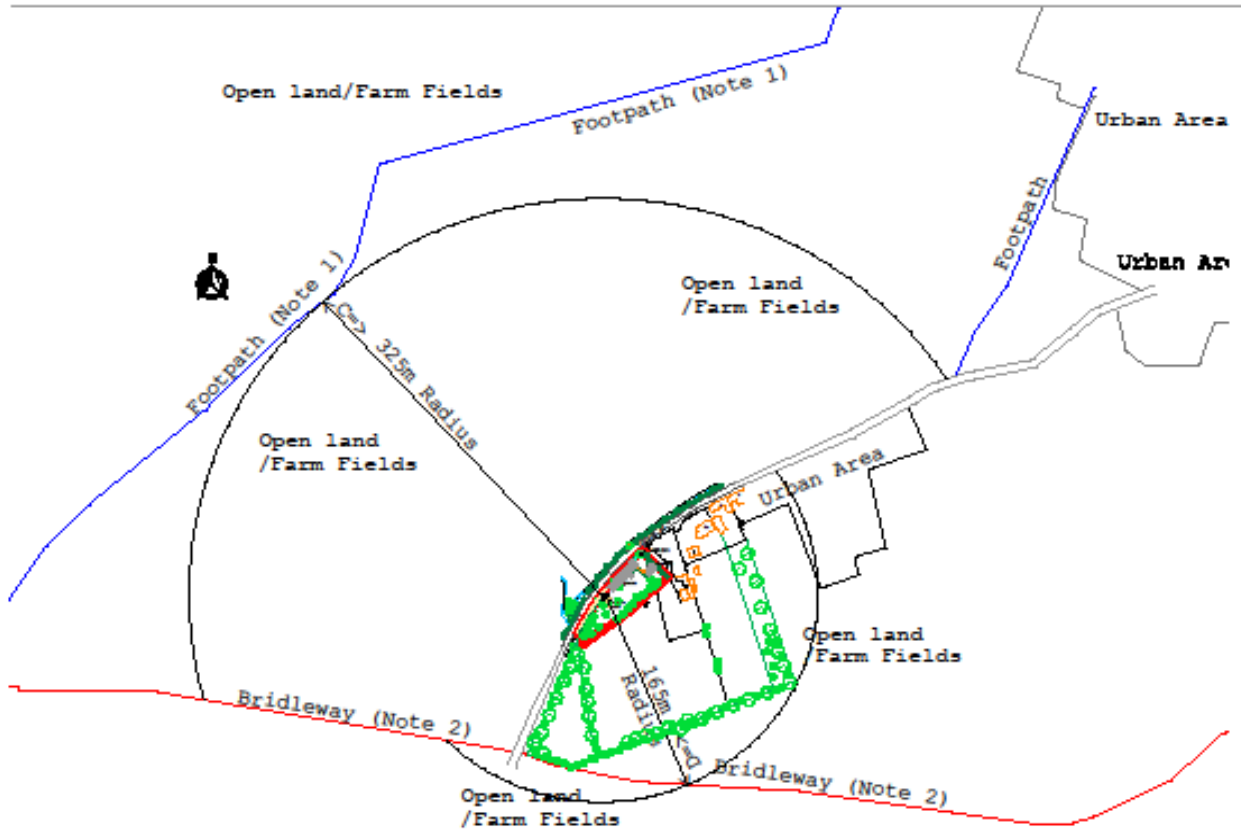 Open land/Farm Fields
Footpath (Note 1)
Urban Area
Footpath
Footpath (Note 1)
Urban Ar
Open land
/Farm Fields
<C=> 325m Radius
Open land
/Farm Fields
Urban Area
Open land
/Farm Fields
165m
Radius
<=D
Bridleway (Note 2)
Bridleway (Note 2)
Open land
/Farm Fields